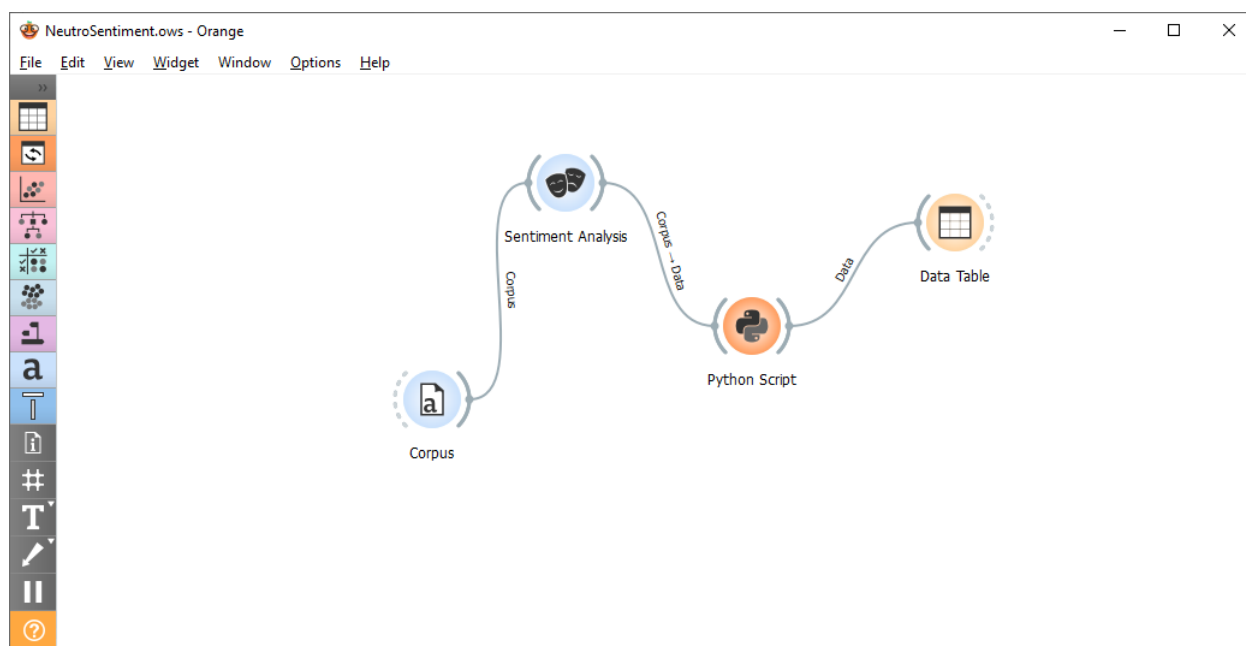 NeutroSentiment.ows - Orange
File Edit View Widget Window Options Help
»
Sentiment Analysis
Corpus → Data
Data
Data Table
Corpus
Python Script
a
Corpus
a
T
i
#
T
?